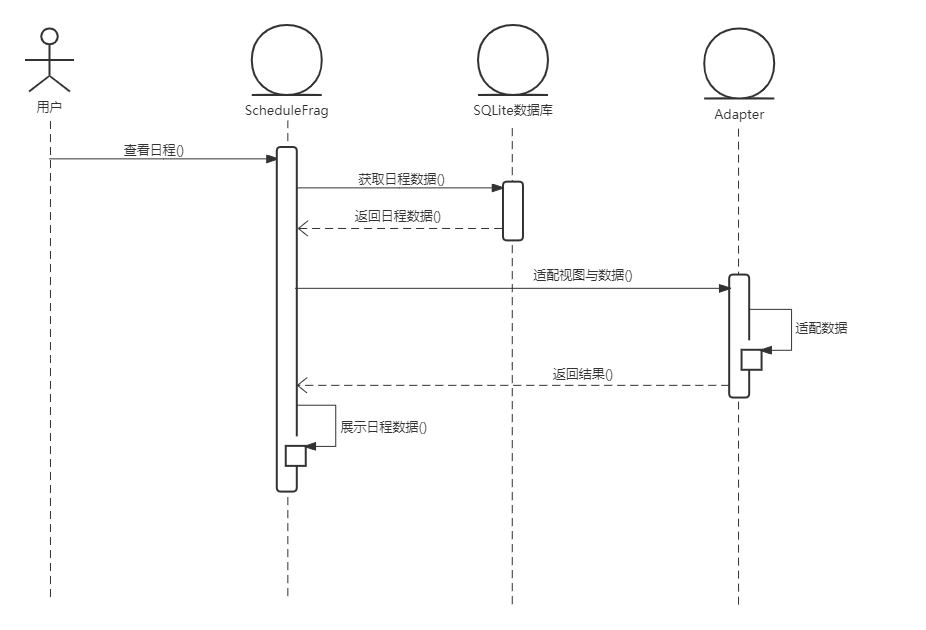 用户
ScheduleFrag
SQLite数据库
Adapter
查看日程()
获取日程数据()
返回日程数据()
适配视图与数据()
适配数据
返回结果()
展示日程数据()